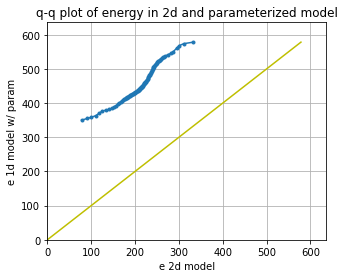 q-q plot of energy in 2d and parameterized model
600
500
400
300
200
100
0
e 1d model w/ param
0 100 200 300 400 500 600
e 2d model